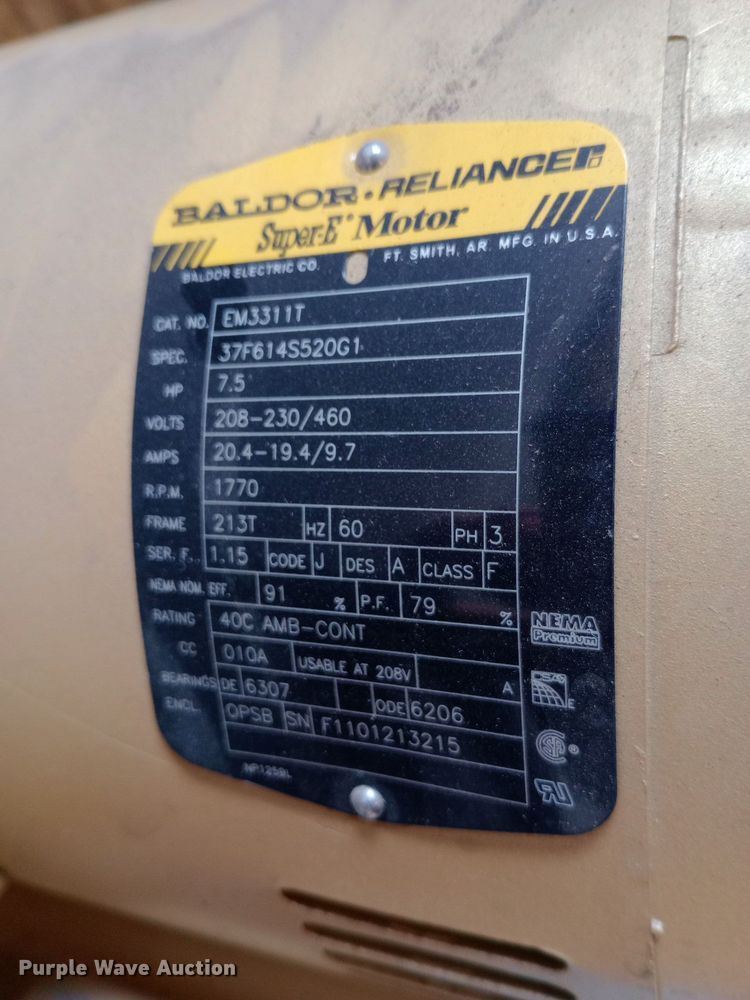 BALDOR • RELIANCE
Super-E® Motor
BALDOR ELECTRIC CO. FT. SMITH, AR. MFG. IN U.S.A.
CAT. NO. EM3311T
SPEC. 37F614S520G1
HP 7.5
VOLTS 208-230/460
AMPS 20.4-19.4/9.7
R.P.M. 1770
FRAME 213T HZ 60 PH 3
SER. F. 1.15 CODE J DES A CLASS F
NEMA NOM. EFF. 91 % P.F. 79 %
RATING 40C AMB-CONT
CC 010A USABLE AT 208V A
BEARINGS DE 6307 ODE 6206
ENCL. OPSB SN F1101213215
NP1259L
NEMA
Premium
E
Purple Wave Auction